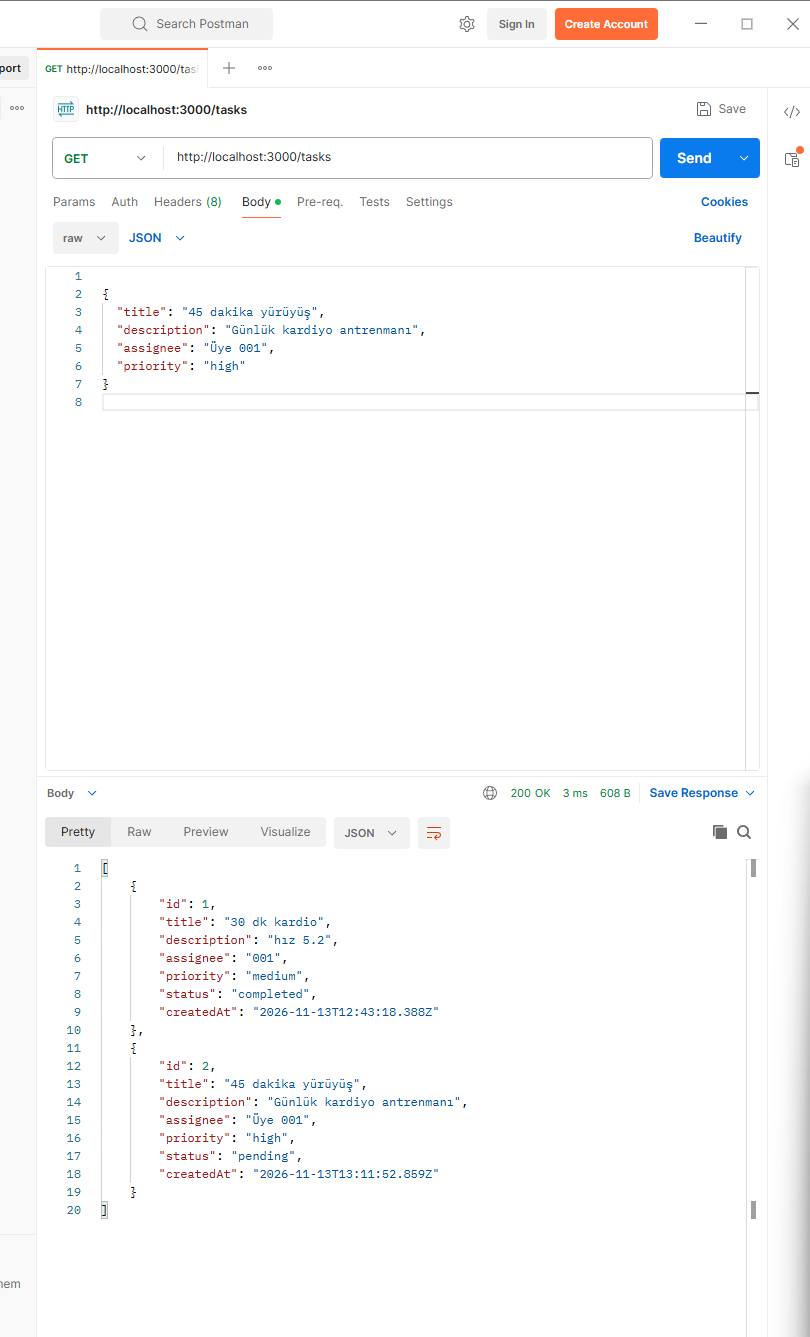 Search Postman
Sign In
Create Account
port
GET http://localhost:3000/tas
http://localhost:3000/tasks
Save
GET
http://localhost:3000/tasks
Send
Params
Auth
Headers (8)
Body
Pre-req.
Tests
Settings
Cookies
raw
JSON
Beautify
1
2 {
3 "title": "45 dakika yürüyüş",
4 "description": "Günlük kardiyo antrenmanı",
5 "assignee": "Üye 001",
6 "priority": "high"
7 }
8
Body
200 OK
3 ms
608 B
Save Response
Pretty
Raw
Preview
Visualize
JSON
1 [
2 {
3 "id": 1,
4 "title": "30 dk kardio",
5 "description": "hız 5.2",
6 "assignee": "001",
7 "priority": "medium",
8 "status": "completed",
9 "createdAt": "2026-11-13T12:43:18.388Z"
10 },
11 {
12 "id": 2,
13 "title": "45 dakika yürüyüş",
14 "description": "Günlük kardiyo antrenmanı",
15 "assignee": "Üye 001",
16 "priority": "high",
17 "status": "pending",
18 "createdAt": "2026-11-13T13:11:52.859Z"
19 }
20 ]
hem